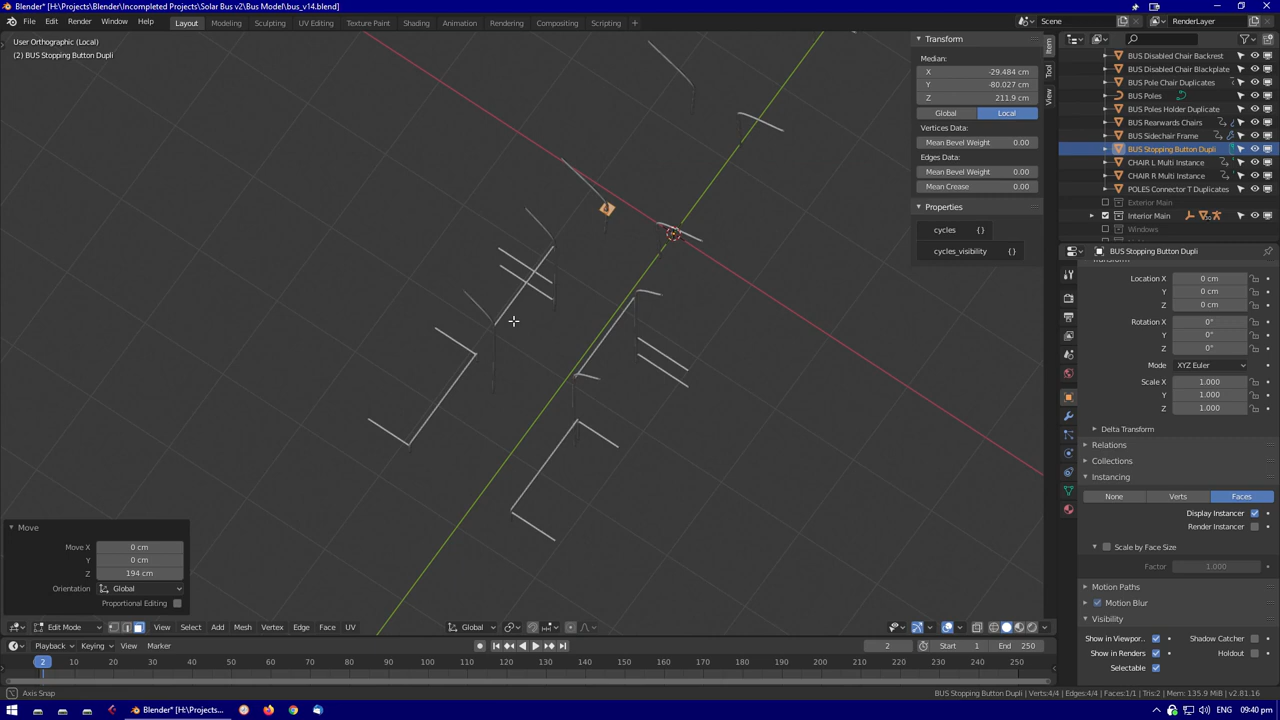 Blender* [H:\Projects\Blender\Incompleted Projects\Solar Bus v2\Bus Model\bus_v14.blend]
File Edit Render Window Help Layout Modeling Sculpting UV Editing Texture Paint Shading Animation Rendering Compositing Scripting Scene RenderLayer
User Orthographic (Local)
(2) BUS Stopping Button Dupli
Transform
Median:
X -29.484 cm
Y -80.027 cm
Z 211.9 cm
Global Local
Vertices Data:
Mean Bevel Weight 0.00
Edges Data:
Mean Bevel Weight 0.00
Mean Crease 0.00
Properties
cycles {}
cycles_visibility {}
Item
Tool
View
BUS Disabled Chair Backrest
BUS Disabled Chair Blackplate
BUS Pole Chair Duplicates
BUS Poles
BUS Poles Holder Duplicate
BUS Rearwards Chairs
BUS Sidechair Frame
BUS Stopping Button Dupli
CHAIR L Multi Instance
CHAIR R Multi Instance
POLES Connector T Duplicates
Exterior Main
Interior Main
Windows
BUS Stopping Button Dupli
Transform
Location X 0 cm
Y 0 cm
Z 0 cm
Rotation X 0°
Y 0°
Z 0°
Mode XYZ Euler
Scale X 1.000
Y 1.000
Z 1.000
Delta Transform
Relations
Collections
Instancing
None Verts Faces
Display Instancer
Render Instancer
Scale by Face Size
Factor 1.000
Motion Paths
Motion Blur
Visibility
Show in Viewpor.. Shadow Catcher
Show in Renders Holdout
Selectable
Move
Move X 0 cm
Y 0 cm
Z 194 cm
Orientation Global
Proportional Editing
Edit Mode View Select Add Mesh Vertex Edge Face UV Global
Playback Keying View Marker 2 Start 1 End 250
2 10 20 30 40 50 60 70 80 90 100 110 120 130 140 150 160 170 180 190 200 210 220 230 240 250
Axis Snap BUS Stopping Button Dupli | Verts:4/4 | Edges:4/4 | Faces:1/1 | Tris:2 | Mem: 135.9 MiB | v2.81.16
Blender* [H:\Projects... ENG 09:40 pm